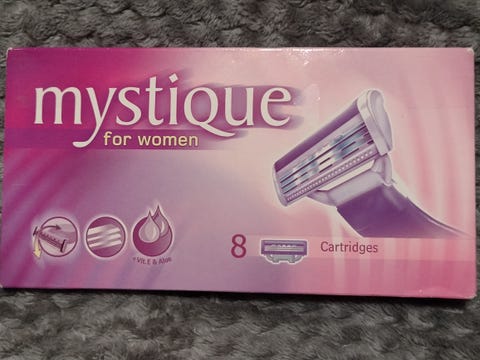 mystique
for women
+Vit.E & Aloe
8 Cartridges